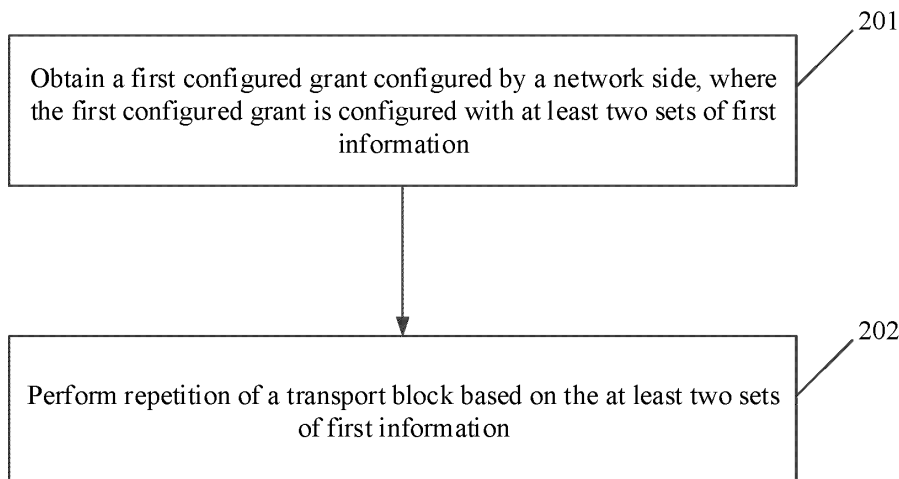 201
Obtain a first configured grant configured by a network side, where
the first configured grant is configured with at least two sets of first
information
202
Perform repetition of a transport block based on the at least two sets
of first information